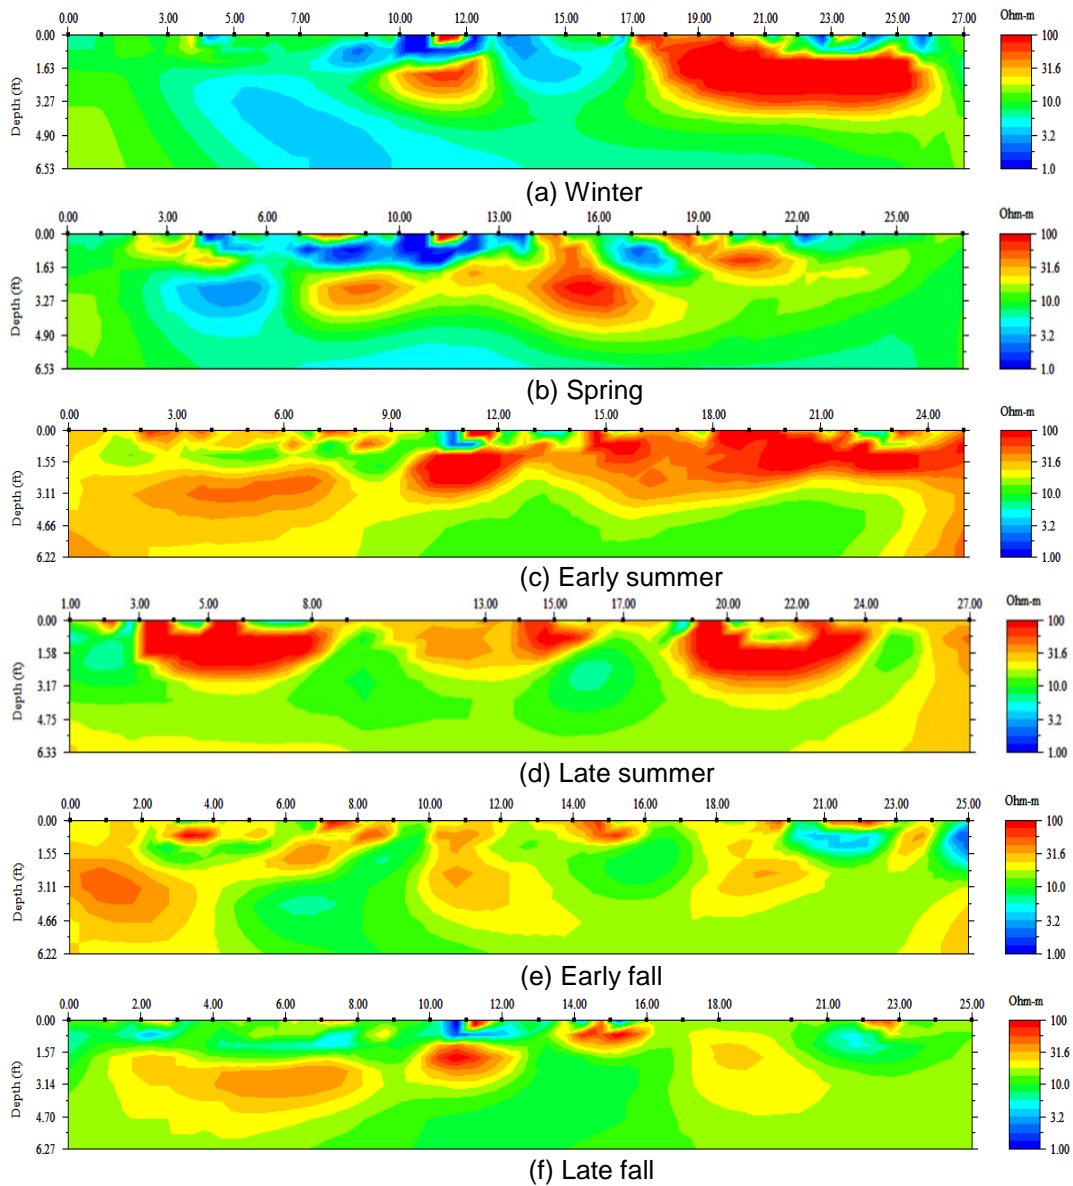 0.00 3.00 5.00 7.00 10.00 12.00 15.00 17.00 19.00 21.00 23.00 25.00 27.00 Ohm-m
0.00 100
1.63 31.6
Depth (ft)
3.27 10.0
4.90 3.2
6.53 1.0
(a) Winter
0.00 3.00 6.00 10.00 13.00 16.00 19.00 22.00 25.00 Ohm-m
0.00 100
1.63 31.6
Depth (ft)
3.27 10.0
4.90 3.2
6.53 1.0
(b) Spring
0.00 3.00 6.00 9.00 12.00 15.00 18.00 21.00 24.00 Ohm-m
0.00 100
1.55 31.6
Depth (ft)
3.11 10.0
4.66 3.2
6.22 1.00
(c) Early summer
1.00 3.00 5.00 8.00 13.00 15.00 17.00 20.00 22.00 24.00 27.00 Ohm-m
0.00 100
1.58 31.6
Depth (ft)
3.17 10.0
4.75 3.2
6.33 1.00
(d) Late summer
0.00 2.00 4.00 6.00 8.00 10.00 12.00 14.00 16.00 18.00 21.00 23.00 25.00 Ohm-m
0.00 100
1.55 31.6
Depth (ft)
3.11 10.0
4.66 3.2
6.22 1.00
(e) Early fall
0.00 2.00 4.00 6.00 8.00 10.00 12.00 14.00 16.00 18.00 21.00 23.00 25.00 Ohm-m
0.00 100
1.57 31.6
Depth (ft)
3.14 10.0
4.70 3.2
6.27 1.00
(f) Late fall